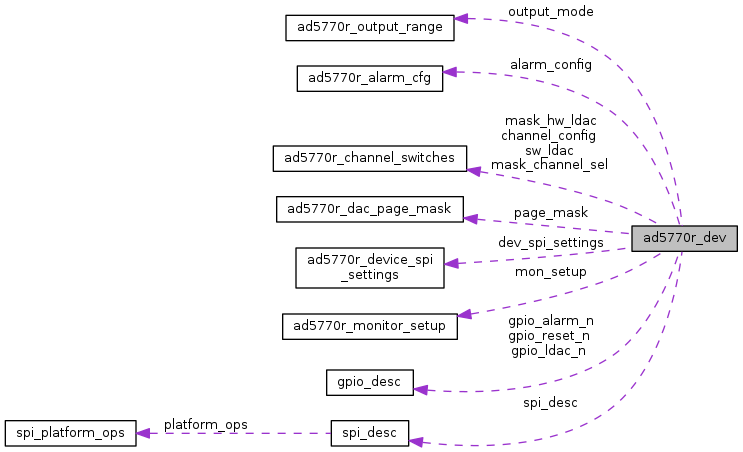 output_mode
ad5770r_output_range
alarm_config
ad5770r_alarm_cfg
mask_hw_ldac
channel_config
sw_ldac
mask_channel_sel
ad5770r_channel_switches
ad5770r_dac_page_mask
page_mask
ad5770r_dev
dev_spi_settings
ad5770r_device_spi
_settings
mon_setup
ad5770r_monitor_setup
gpio_alarm_n
gpio_reset_n
gpio_ldac_n
gpio_desc
spi_desc
platform_ops
spi_platform_ops
spi_desc